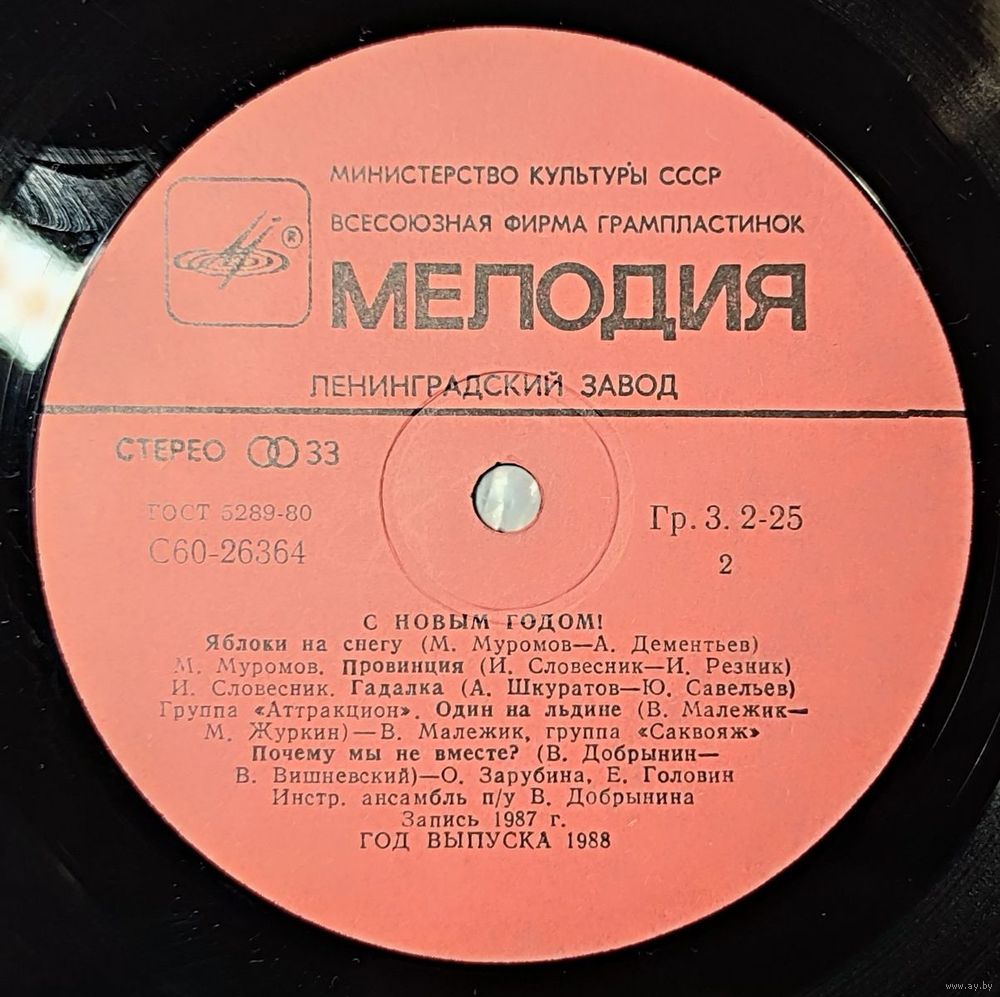 МИНИСТЕРСТВО КУЛЬТУРЫ СССР
ВСЕСОЮЗНАЯ ФИРМА ГРАМПЛАСТИНОК
®
МЕЛОДИЯ
ЛЕНИНГРАДСКИЙ ЗАВОД
СТЕРЕО 33
ГОСТ 5289-80
С60-26364
Гр. 3. 2-25
2
С НОВЫМ ГОДОМ!
Яблоки на снегу (М. Муромов—А. Дементьев)
М. Муромов. Провинция (И. Словесник—И. Резник)
И. Словесник. Гадалка (А. Шкуратов—Ю. Савельев)
Группа «Аттракцион». Один на льдине (В. Малежик—
М. Журкин)—В. Малежик, группа «Саквояж»
Почему мы не вместе? (В. Добрынин—
В. Вишневский)—О. Зарубина, Е. Головин
Инстр. ансамбль п/у В. Добрынина
Запись 1987 г.
ГОД ВЫПУСКА 1988
www.ay.by